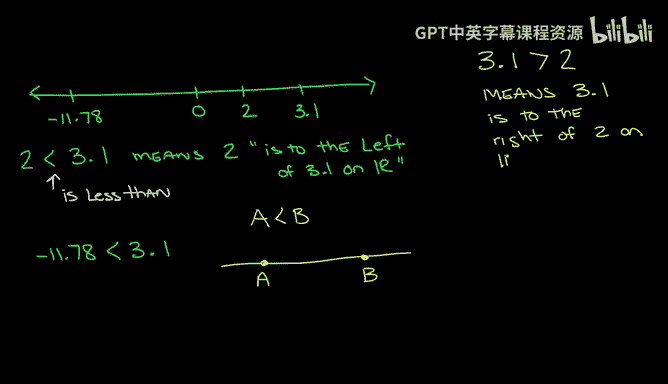 GPT中英字幕课程资源 bilibili
3.1 > 2
MEANS 3.1
is to the
right of 2 on
-11.78 0 2 3.1
2 < 3.1 MEANS 2 "is to the Left
of 3.1 on ℝ"
↑
is Less THAN
A < B
-11.78 < 3.1
A B